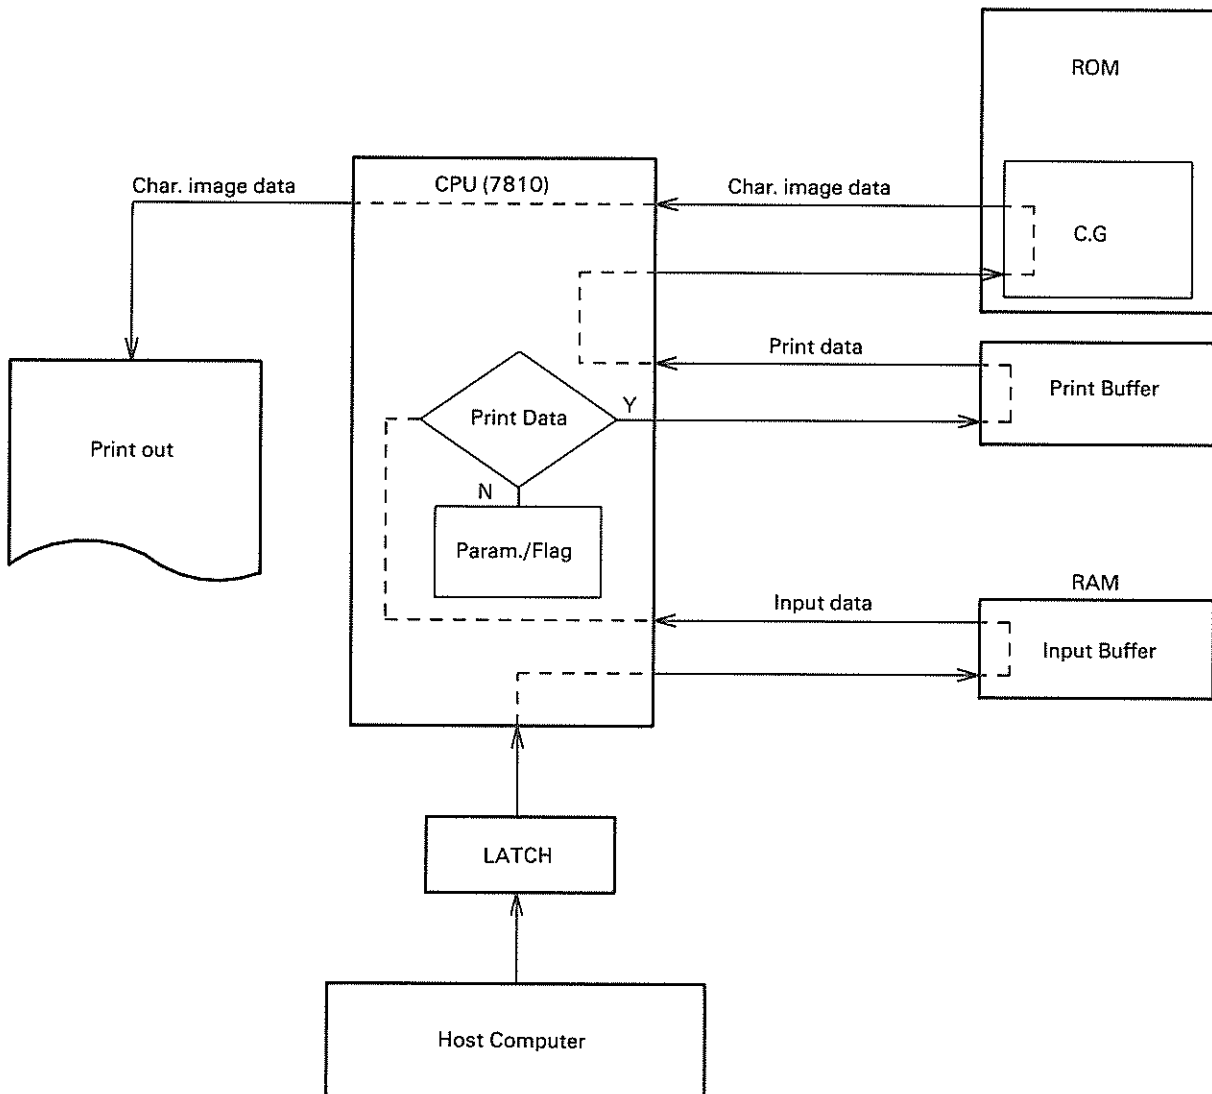 ROM
Char. image data
CPU (7810)
Char. image data
C.G
Print data
Print Buffer
Y
Print Data
Print out
N
Param./Flag
RAM
Input data
Input Buffer
LATCH
Host Computer